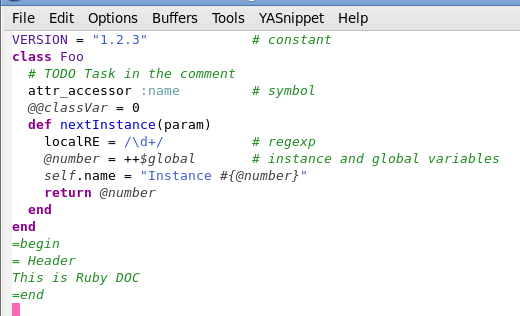 File Edit Options Buffers Tools YASnippet Help
VERSION = "1.2.3"             # constant
class Foo
  # TODO Task in the comment
  attr_accessor :name         # symbol
  @@classVar = 0
  def nextInstance(param)
    localRE = /\d+/           # regexp
    @number = ++$global       # instance and global variables
    self.name = "Instance #{@number}"
    return @number
  end
end
=begin
= Header
This is Ruby DOC
=end